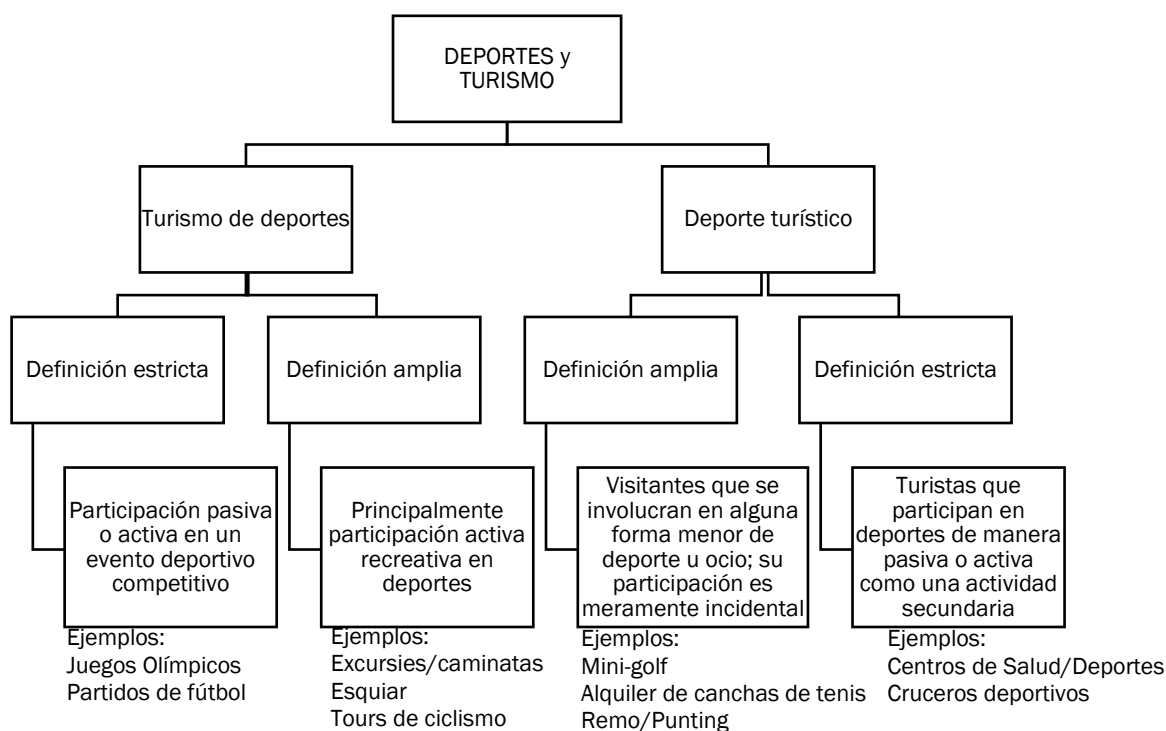 DEPORTES y
TURISMO
Turismo de deportes
Deporte turístico
Definición estricta
Definición amplia
Definición amplia
Definición estricta
Participación pasiva
o activa en un
evento deportivo
competitivo
Principalmente
participación activa
recreativa en
deportes
Visitantes que se
involucran en alguna
forma menor de
deporte u ocio; su
participación es
meramente incidental
Turistas que
participan en
deportes de manera
pasiva o activa
como una actividad
secundaria
Ejemplos:
Juegos Olímpicos
Partidos de fútbol
Ejemplos:
Excursies/caminatas
Esquiar
Tours de ciclismo
Ejemplos:
Mini-golf
Alquiler de canchas de tenis
Remo/Punting
Ejemplos:
Centros de Salud/Deportes
Cruceros deportivos